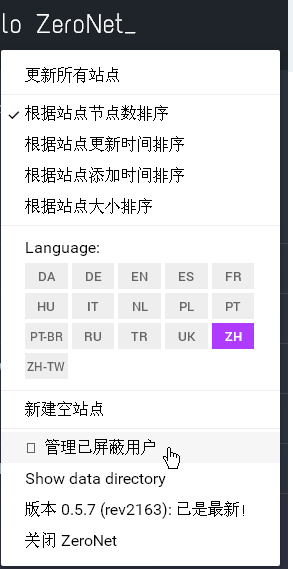 lo ZeroNet_
更新所有站点
✓ 根据站点节点数排序
根据站点更新时间排序
根据站点添加时间排序
根据站点大小排序
Language:
DA DE EN ES FR
HU IT NL PL PT
PT-BR RU TR UK ZH
ZH-TW
新建空站点
管理已屏蔽用户
Show data directory
版本 0.5.7 (rev2163): 已是最新!
关闭 ZeroNet